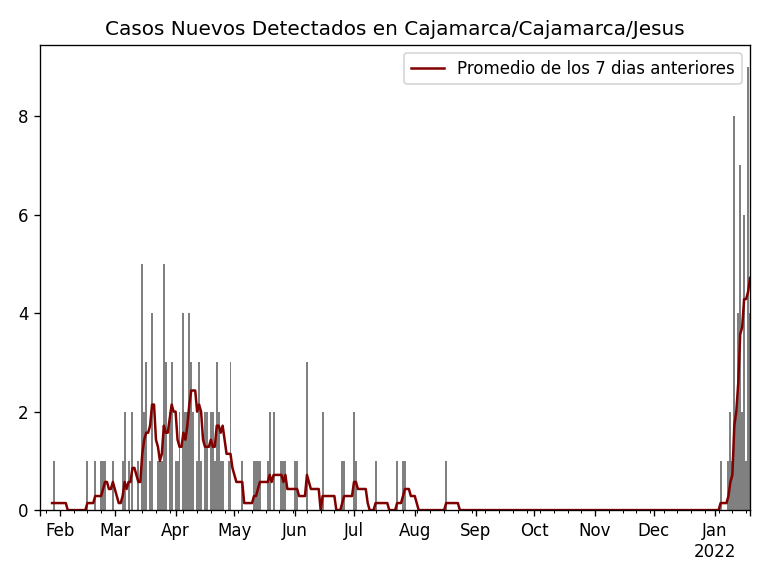 Casos Nuevos Detectados en Cajamarca/Cajamarca/Jesus
Promedio de los 7 dias anteriores
8
6
4
2
0
Feb Mar Apr May Jun Jul Aug Sep Oct Nov Dec Jan
2022